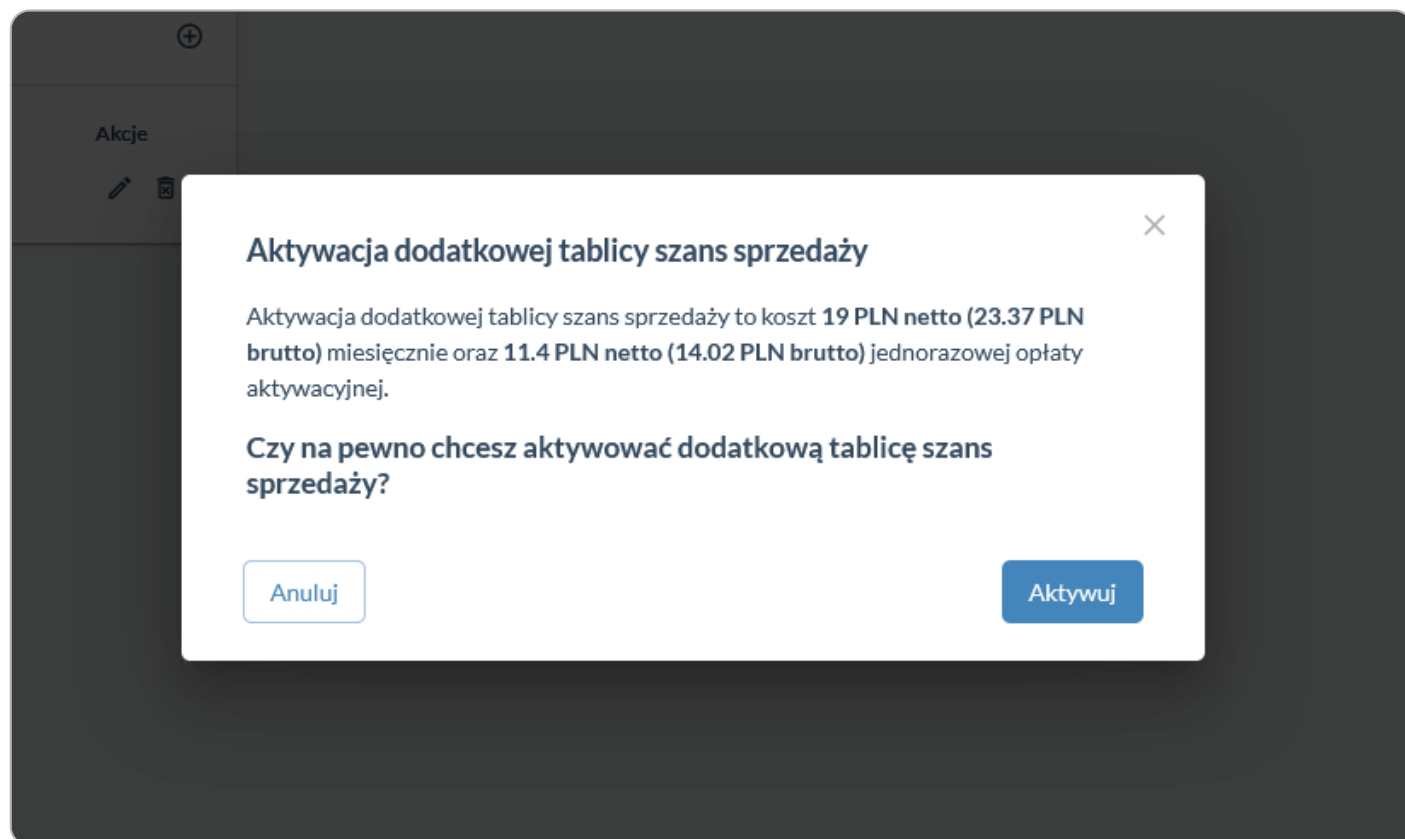 Akcje
Aktywacja dodatkowej tablicy szans sprzedaży
Aktywacja dodatkowej tablicy szans sprzedaży to koszt 19 PLN netto (23.37 PLN
brutto) miesięcznie oraz 11.4 PLN netto (14.02 PLN brutto) jednorazowej opłaty
aktywacyjnej.
Czy na pewno chcesz aktywować dodatkową tablicę szans
sprzedaży?
Anuluj
Aktywuj